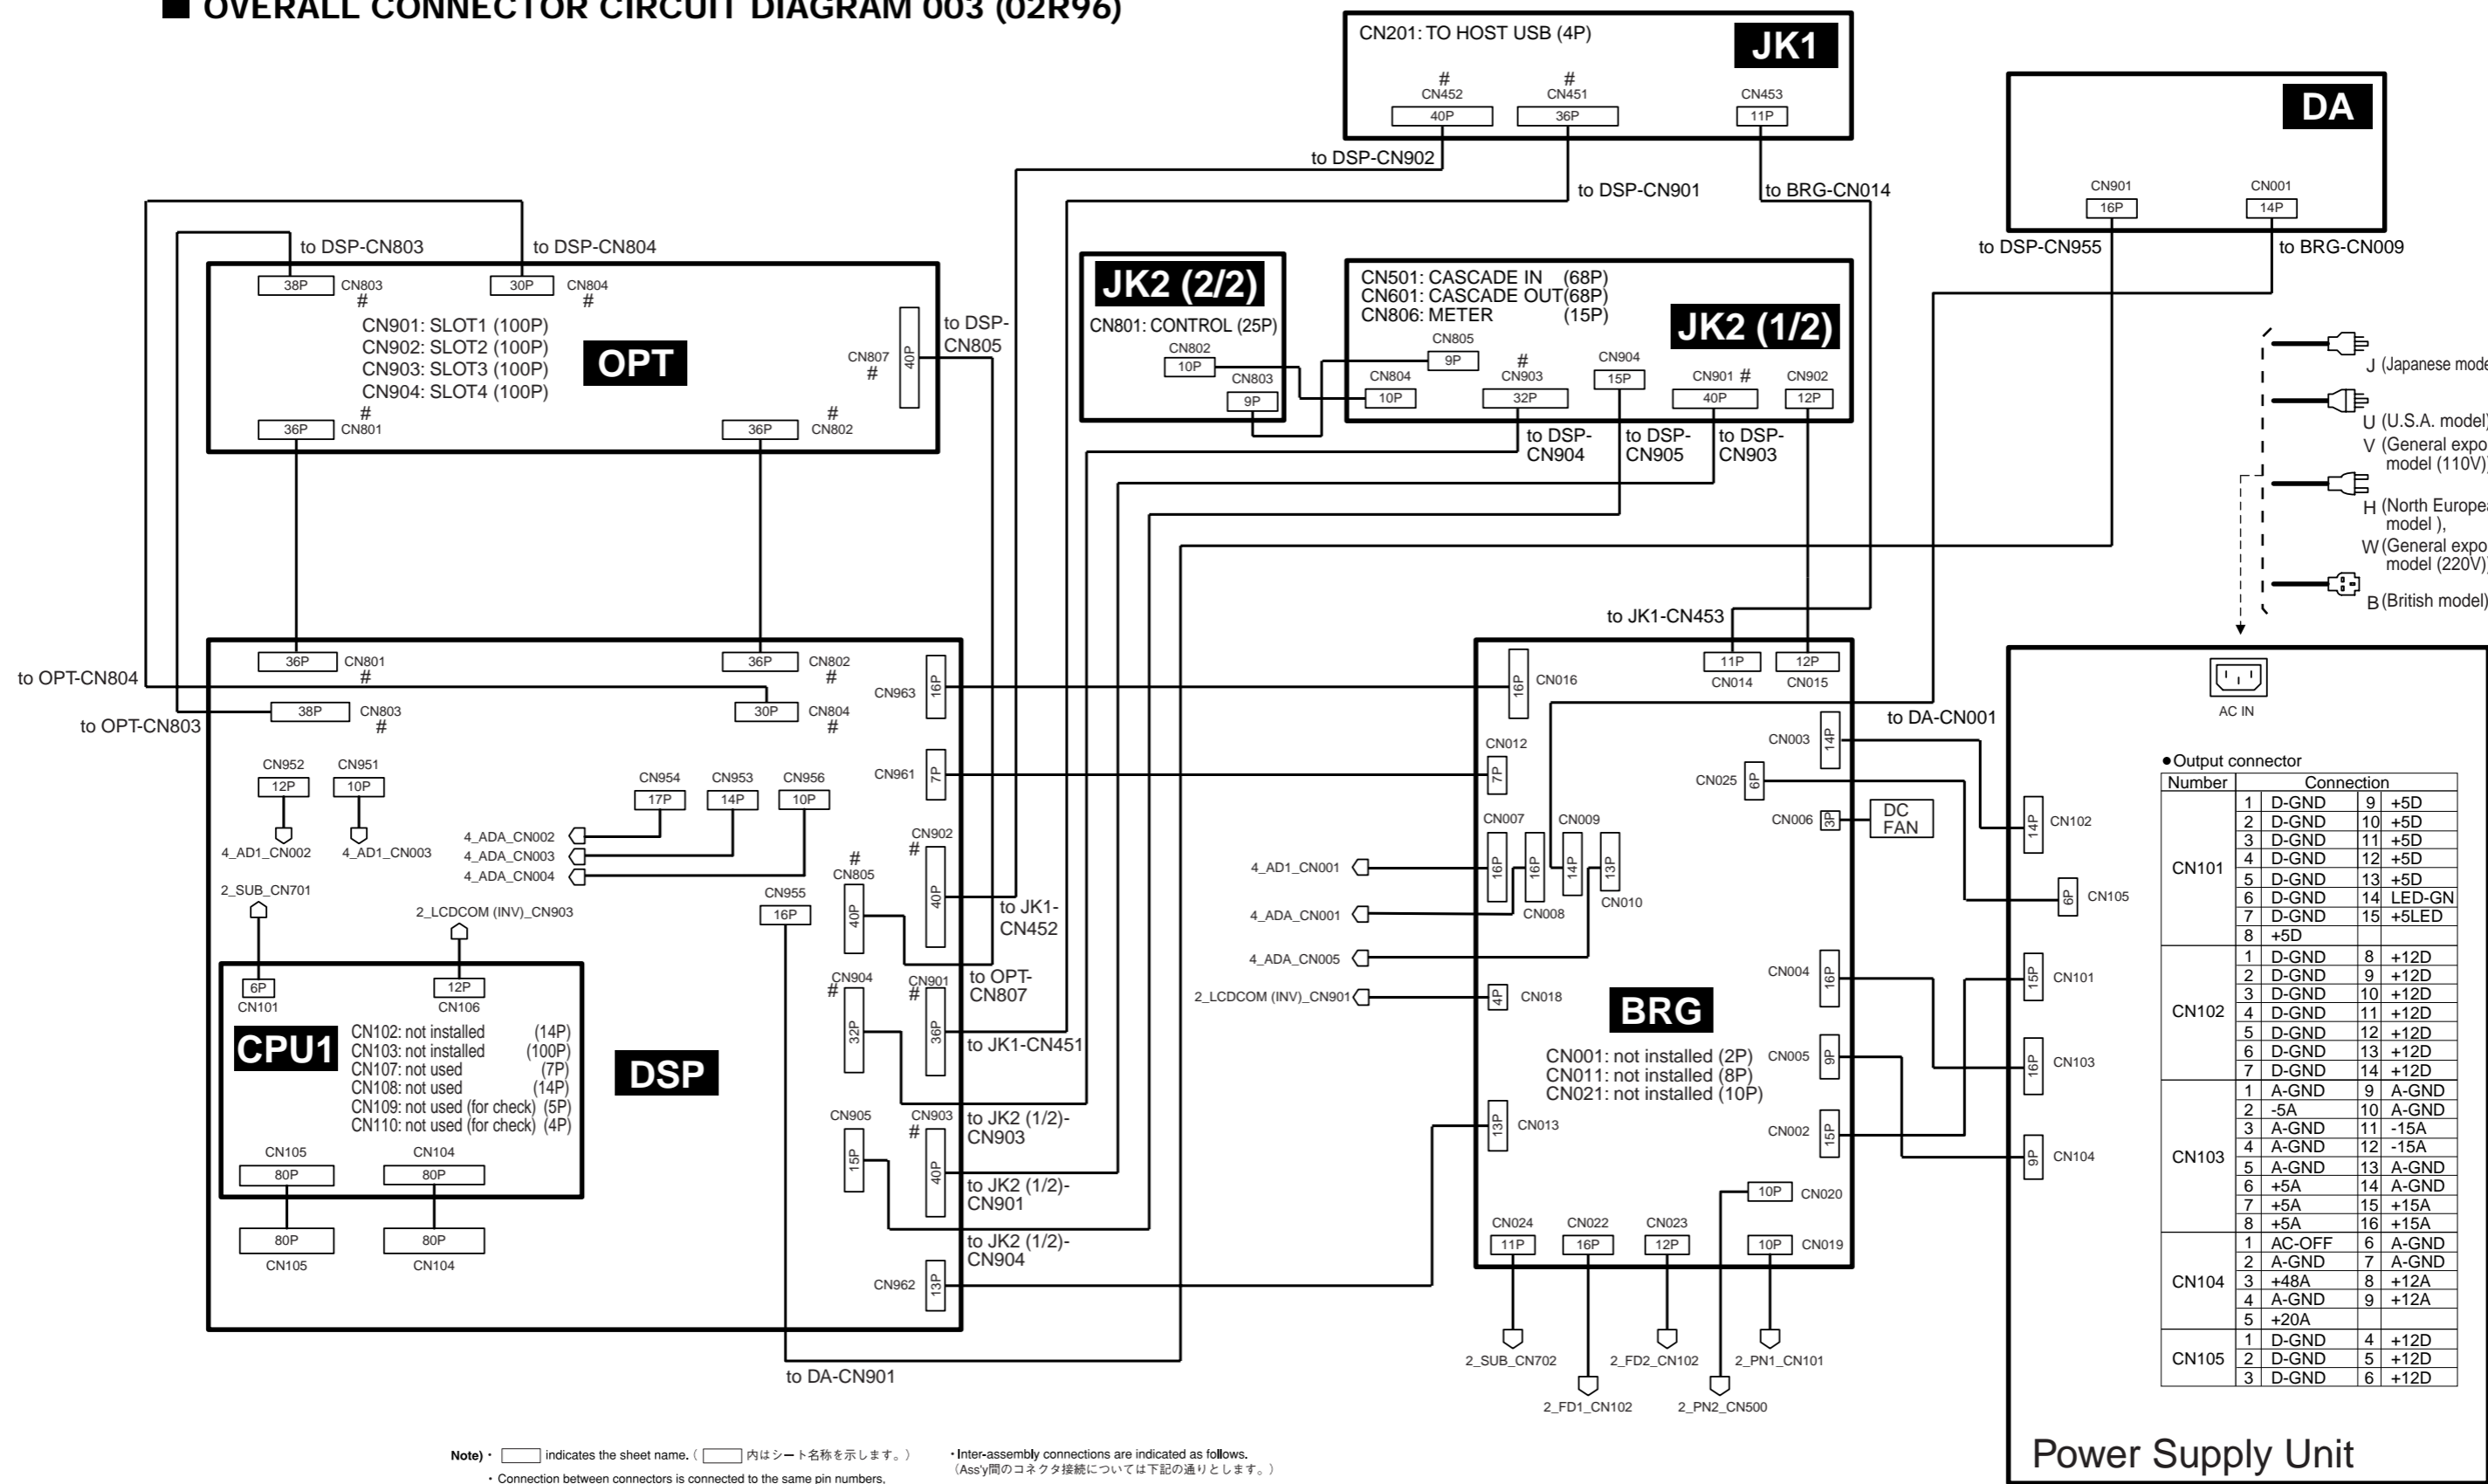 ■ OVERALL CONNECTOR CIRCUIT DIAGRAM 003 (02R96)
CN201: TO HOST USB (4P)
JK1
# # 
CN452 CN451 CN453
40P 36P 11P
to DSP-CN902
to DSP-CN901
to BRG-CN014
DA
CN901 CN001
16P 14P
to DSP-CN955
to BRG-CN009
to DSP-CN803
to DSP-CN804
38P CN803 #
30P CN804 #
CN901: SLOT1 (100P)
CN902: SLOT2 (100P)
CN903: SLOT3 (100P)
CN904: SLOT4 (100P)
OPT
CN807 # 40P
to DSP-
CN805
36P # CN801
36P # CN802
JK2 (2/2)
CN801: CONTROL (25P)
CN802
10P
CN803
9P
CN501: CASCADE IN (68P)
CN601: CASCADE OUT(68P)
CN806: METER (15P)
JK2 (1/2)
CN805
9P
CN804
10P
#
CN903
32P
CN904
15P
CN901 #
40P
CN902
12P
to DSP-
CN904
to DSP-
CN905
to DSP-
CN903
J (Japanese mode
U (U.S.A. model)
V (General expo
model (110V)
H (North Europea
model ),
W (General expo
model (220V)
B (British model)
to OPT-CN804
to OPT-CN803
36P CN801 #
36P CN802 #
38P CN803 #
30P CN804 #
CN963 16P
CN961 7P
CN952
12P
4_AD1_CN002
CN951
10P
4_AD1_CN003
CN954 CN953 CN956
17P 14P 10P
4_ADA_CN002
4_ADA_CN003
4_ADA_CN004
2_SUB_CN701
2_LCDCOM (INV)_CN903
CN955
16P
#
CN805
40P
CN902
#
40P
to JK1-
CN452
to OPT-
CN807
CN904
#
32P
CN901
#
36P
to JK1-CN451
6P
CN101
12P
CN106
CPU1
CN102: not installed (14P)
CN103: not installed (100P)
CN107: not used (7P)
CN108: not used (14P)
CN109: not used (for check) (5P)
CN110: not used (for check) (4P)
CN105 CN104
80P 80P
80P 80P
CN105 CN104
DSP
CN905
15P
CN903
#
40P
to JK2 (1/2)-
CN903
to JK2 (1/2)-
CN901
to JK2 (1/2)-
CN904
CN962 13P
to DA-CN901
to JK1-CN453
11P 12P
CN014 CN015
16P CN016
CN012
7P
to DA-CN001
CN003 14P
CN025 6P
CN006 3P
DC
FAN
CN007 CN009
16P 16P 14P 13P
CN008
CN010
4_AD1_CN001
4_ADA_CN001
4_ADA_CN005
2_LCDCOM (INV)_CN901
4P CN018
CN004 16P
BRG
CN001: not installed (2P)
CN011: not installed (8P)
CN021: not installed (10P)
CN005 9P
13P CN013
CN002 15P
10P CN020
CN024 CN022 CN023
11P 16P 12P
10P CN019
2_SUB_CN702
2_FD2_CN102
2_PN1_CN101
2_FD1_CN102
2_PN2_CN500
AC IN
14P CN102
6P CN105
15P CN101
16P CN103
9P CN104
●Output connector
Number Connection
CN101
1 D-GND 9 +5D
2 D-GND 10 +5D
3 D-GND 11 +5D
4 D-GND 12 +5D
5 D-GND 13 +5D
6 D-GND 14 LED-GN
7 D-GND 15 +5LED
8 +5D
CN102
1 D-GND 8 +12D
2 D-GND 9 +12D
3 D-GND 10 +12D
4 D-GND 11 +12D
5 D-GND 12 +12D
6 D-GND 13 +12D
7 D-GND 14 +12D
CN103
1 A-GND 9 A-GND
2 -5A 10 A-GND
3 A-GND 11 -15A
4 A-GND 12 -15A
5 A-GND 13 A-GND
6 +5A 14 A-GND
7 +5A 15 +15A
8 +5A 16 +15A
CN104
1 AC-OFF 6 A-GND
2 A-GND 7 A-GND
3 +48A 8 +12A
4 A-GND 9 +12A
5 +20A
CN105
1 D-GND 4 +12D
2 D-GND 5 +12D
3 D-GND 6 +12D
Power Supply Unit
Note)・ indicates the sheet name. ( 内はシート名称を示します。)
・Connection between connectors is connected to the same pin numbers.
・Inter-assembly connections are indicated as follows.
(Ass'y間のコネクタ接続については下記の通りとします。)